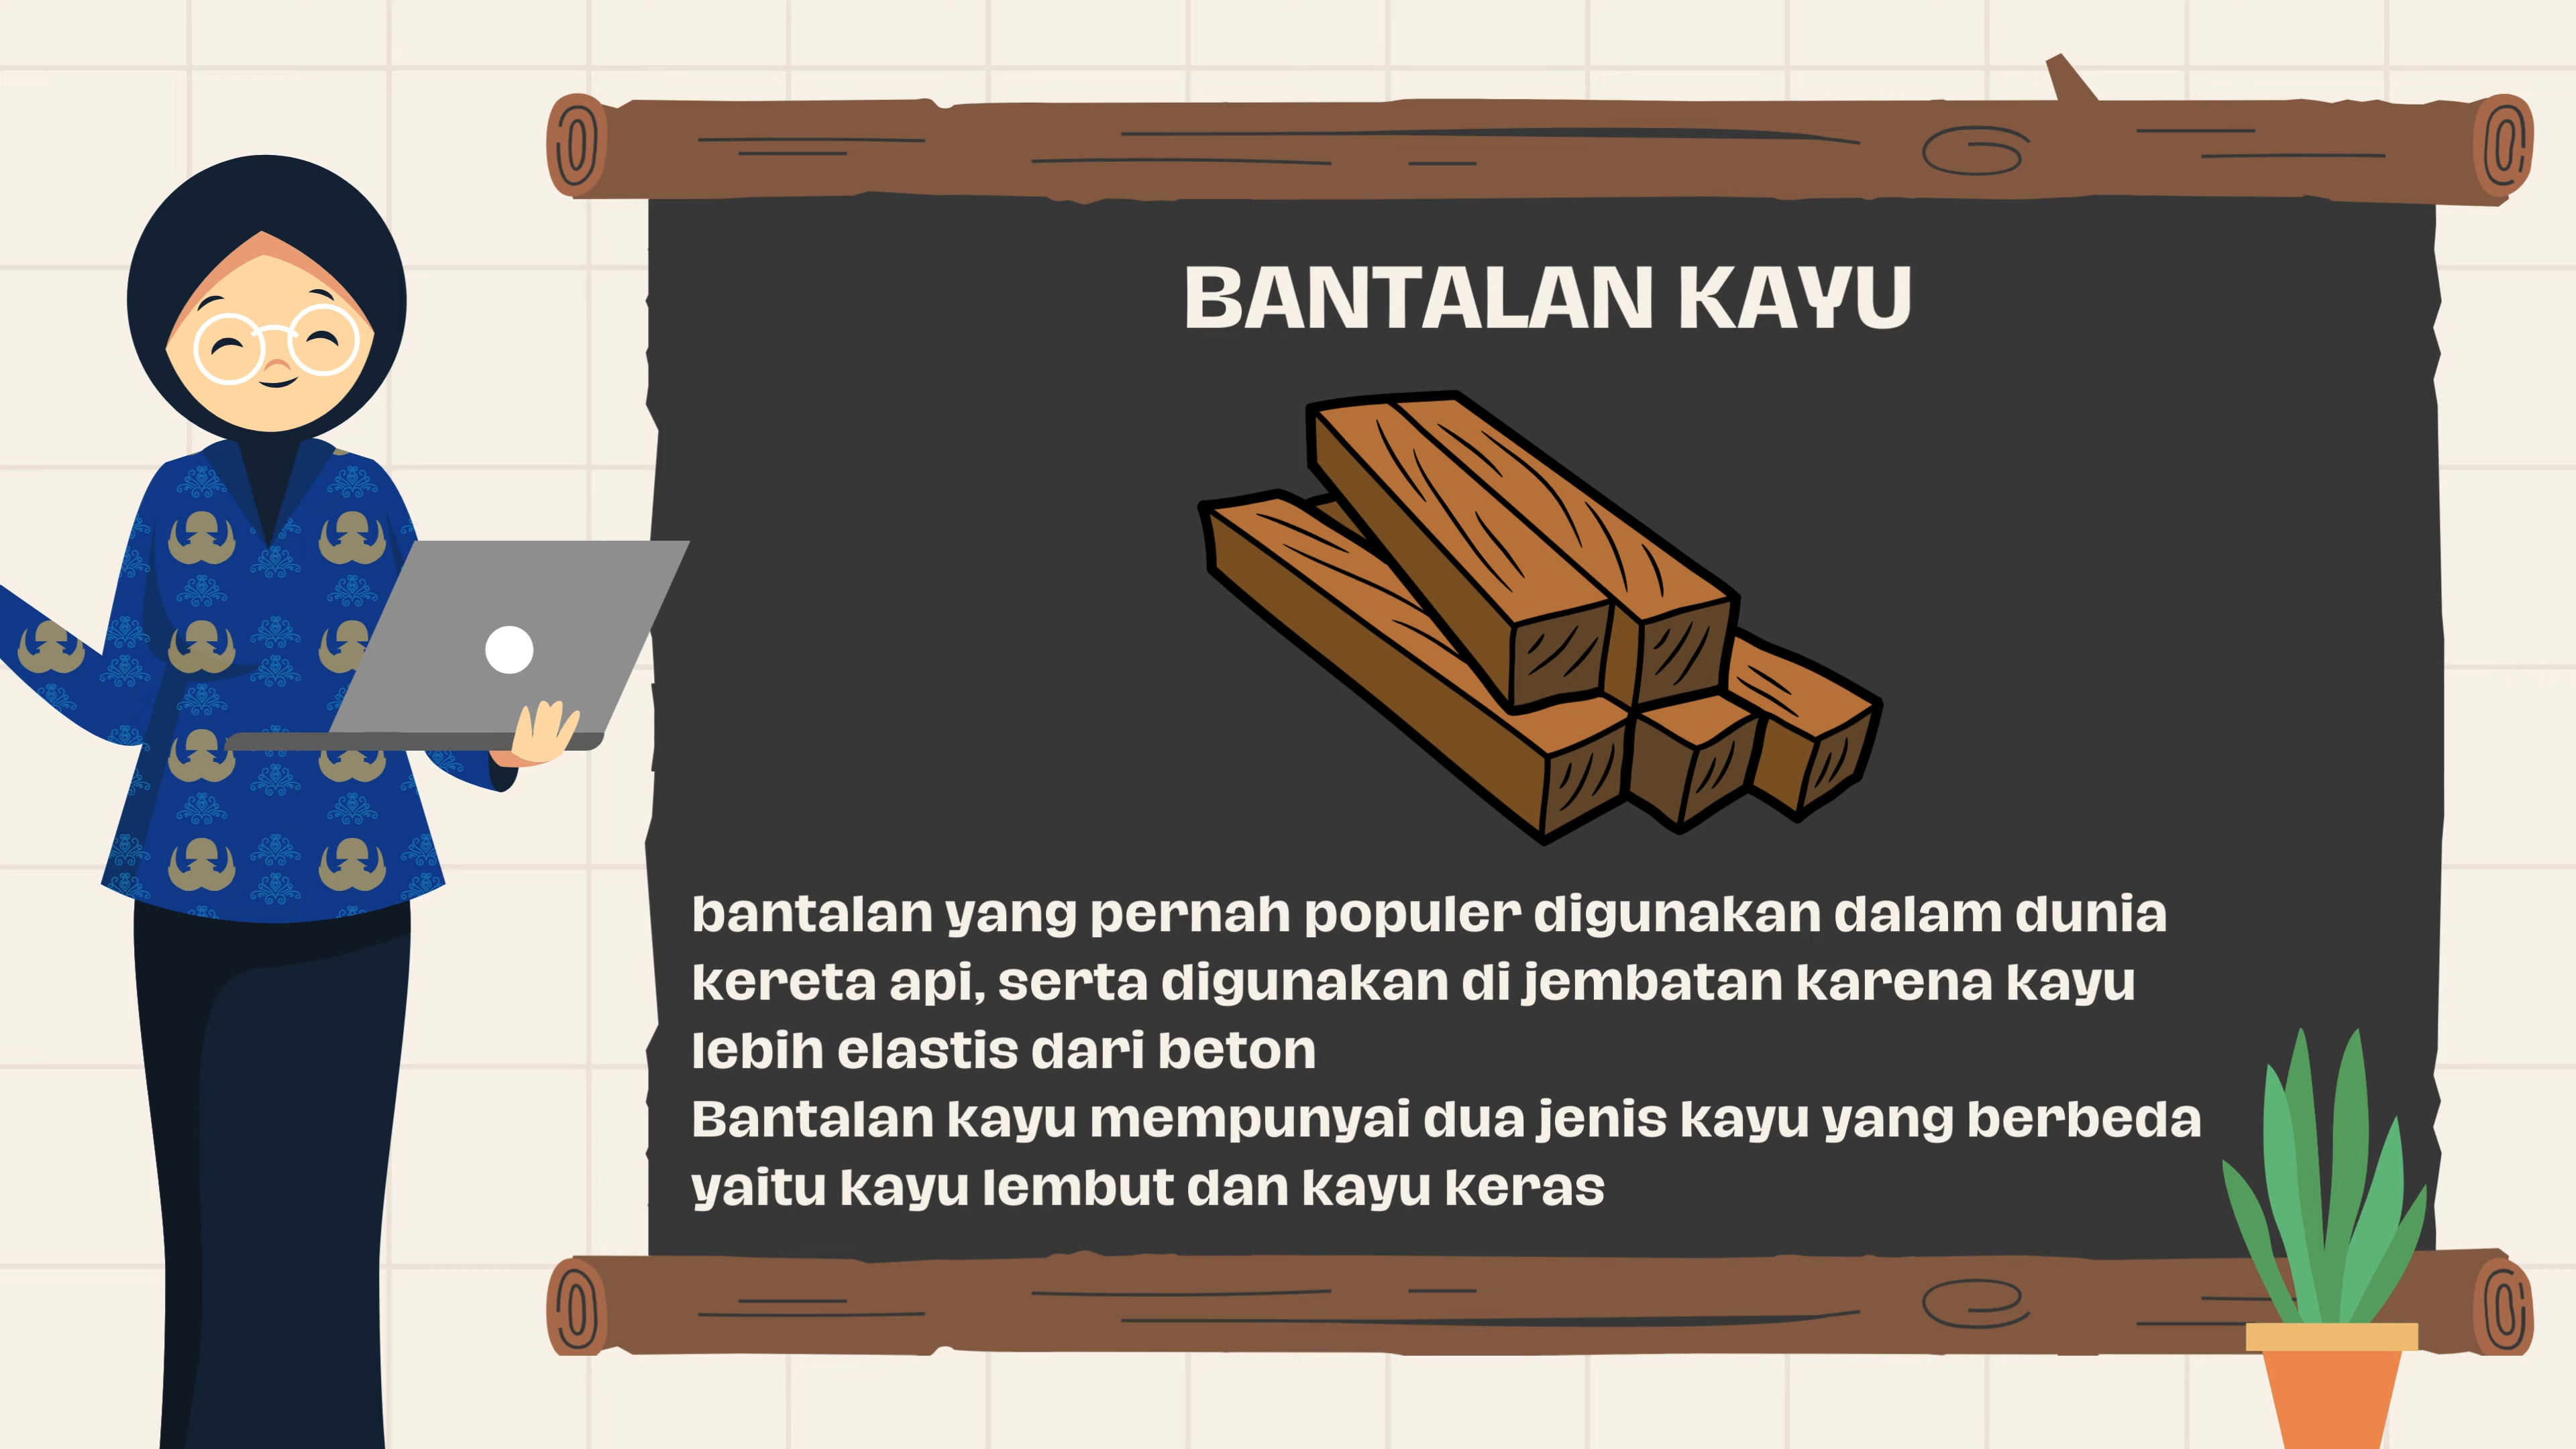 BANTALAN KAYU
bantalan yang pernah populer digunakan dalam dunia
kereta api, serta digunakan di jembatan karena kayu
lebih elastis dari beton
Bantalan kayu mempunyai dua jenis kayu yang berbeda
yaitu kayu lembut dan kayu keras